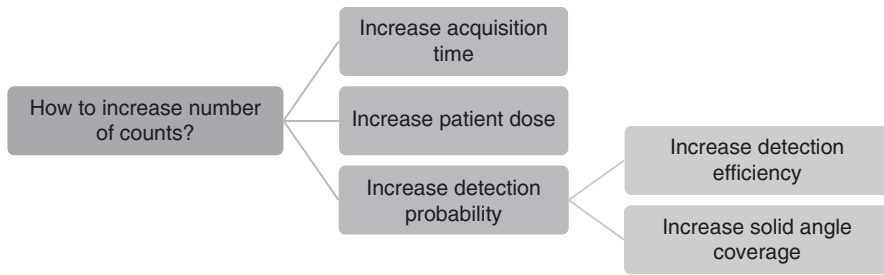 How to increase number
of counts?
Increase acquisition
time
Increase patient dose
Increase detection
probability
Increase detection
efficiency
Increase solid angle
coverage